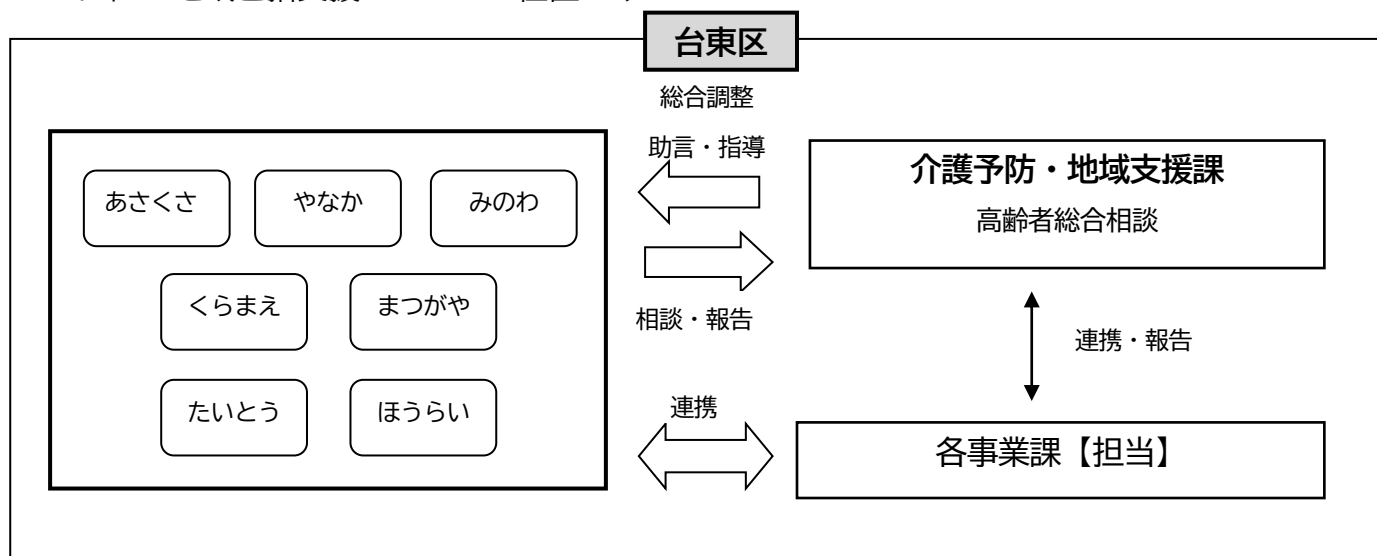 台東区
総合調整
助言・指導
介護予防・地域支援課
高齢者総合相談
あさくさ
やなか
みのわ
くらまえ
まつがや
相談・報告
連携・報告
たいとう
ほうらい
連携
各事業課【担当】